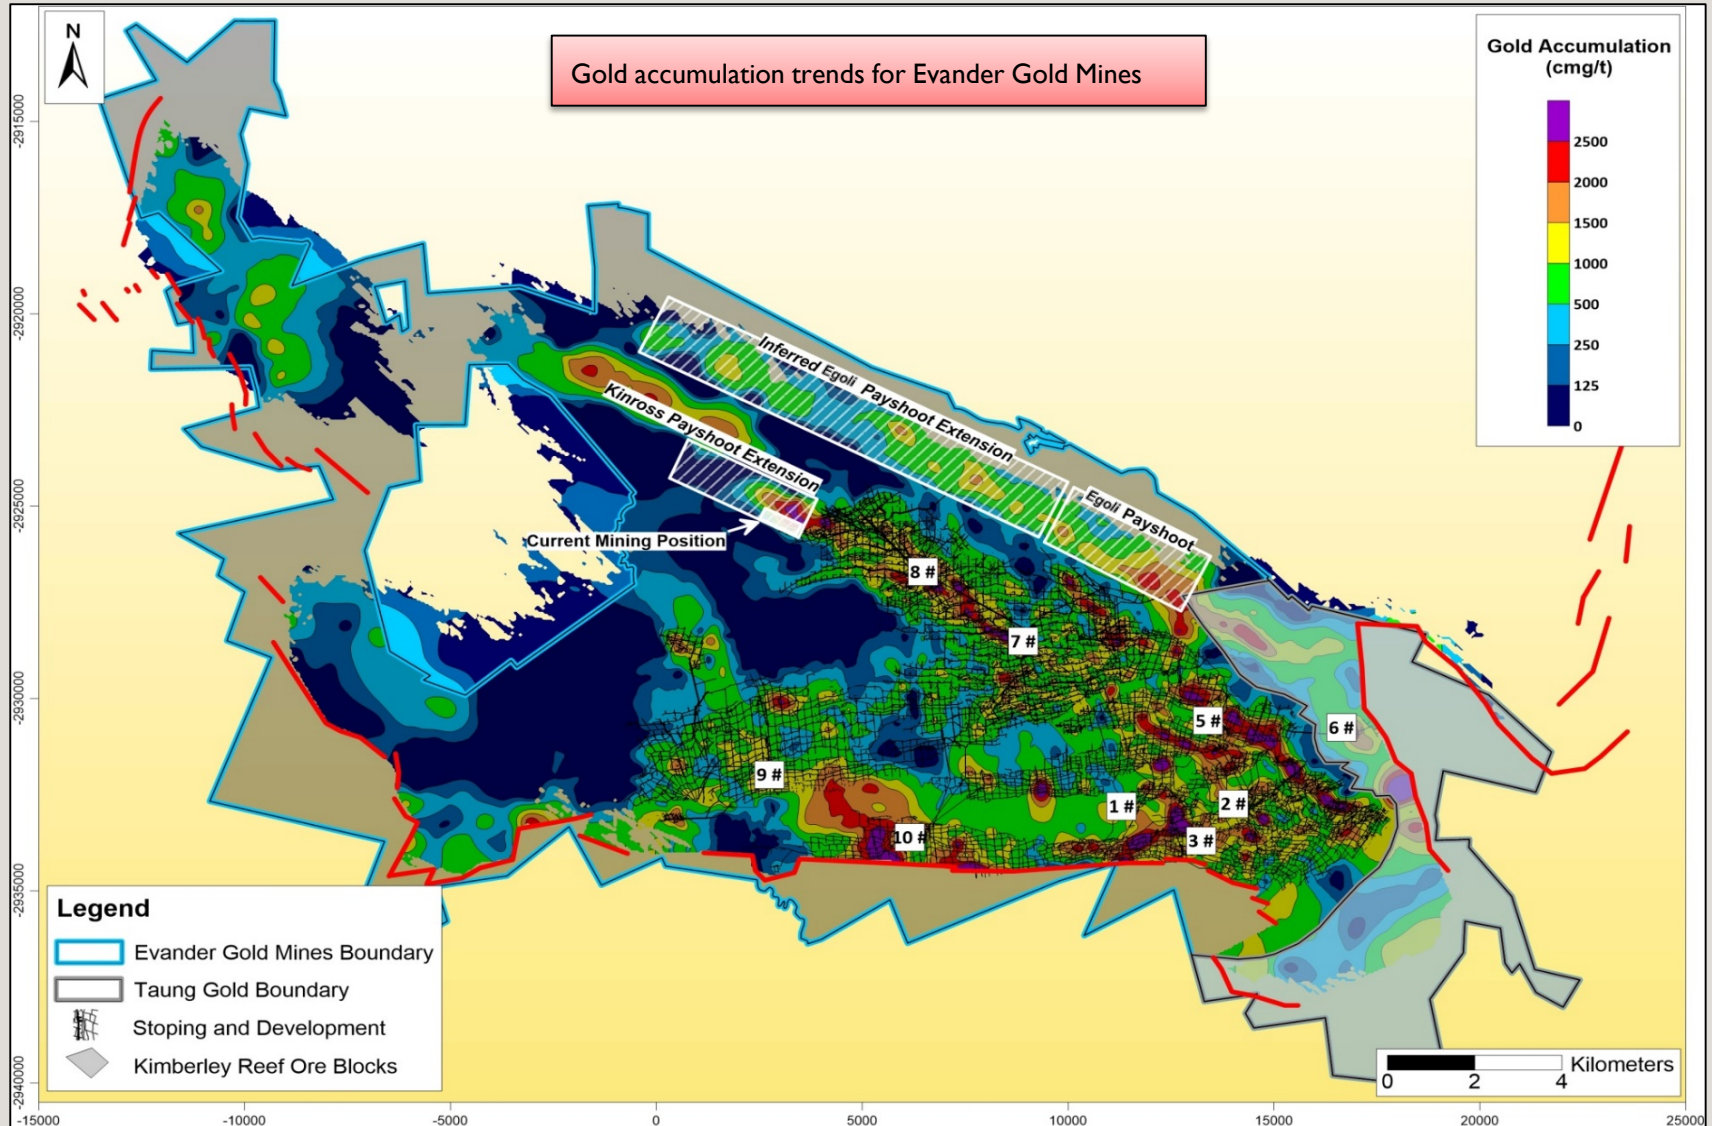 N
Gold accumulation trends for Evander Gold Mines
Gold Accumulation
(cmg/t)
2500
2000
1500
1000
500
250
125
0
-2915000
-2920000
-2925000
-2930000
-2935000
-2940000
Inferred Egoli Payshoot Extension
Kinross Payshoot Extension
Egoli Payshoot
Current Mining Position
8 #
7 #
5 #
6 #
9 #
1 #
2 #
10 #
3 #
Legend
Evander Gold Mines Boundary
Taung Gold Boundary
Stoping and Development
Kimberley Reef Ore Blocks
Kilometers
0 2 4
-15000 -10000 -5000 0 5000 10000 15000 20000 25000